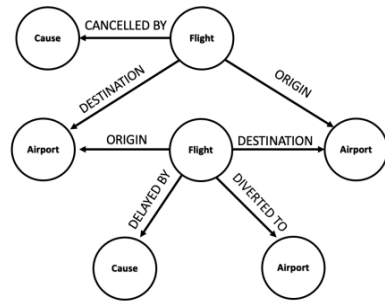 CANCELLED BY
Cause
Flight
DESTINATION
ORIGIN
Airport
ORIGIN
Flight
DESTINATION
Airport
DELAYED BY
DIVERTED TO
Cause
Airport